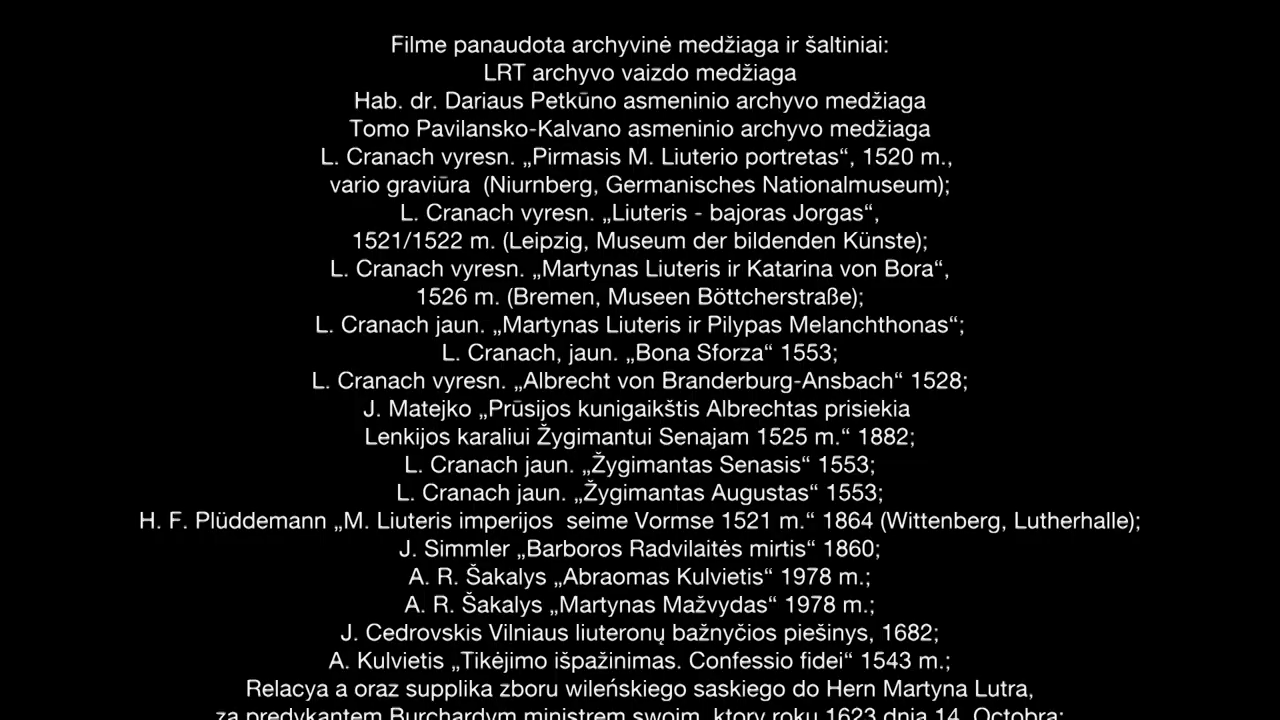 Filme panaudota archyvinė medžiaga ir šaltiniai:
LRT archyvo vaizdo medžiaga
Hab. dr. Dariaus Petkūno asmeninio archyvo medžiaga
Tomo Pavilansko-Kalvano asmeninio archyvo medžiaga
L. Cranach vyresn. „Pirmasis M. Liuterio portretas“, 1520 m.,
vario graviūra  (Niurnberg, Germanisches Nationalmuseum);
L. Cranach vyresn. „Liuteris - bajoras Jorgas“,
1521/1522 m. (Leipzig, Museum der bildenden Künste);
L. Cranach vyresn. „Martynas Liuteris ir Katarina von Bora“,
1526 m. (Bremen, Museen Böttcherstraße);
L. Cranach jaun. „Martynas Liuteris ir Pilypas Melanchthonas“;
L. Cranach, jaun. „Bona Sforza“ 1553;
L. Cranach vyresn. „Albrecht von Branderburg-Ansbach“ 1528;
J. Matejko „Prūsijos kunigaikštis Albrechtas prisiekia
Lenkijos karaliui Žygimantui Senajam 1525 m.“ 1882;
L. Cranach jaun. „Žygimantas Senasis“ 1553;
L. Cranach jaun. „Žygimantas Augustas“ 1553;
H. F. Plüddemann „M. Liuteris imperijos  seime Vormse 1521 m.“ 1864 (Wittenberg, Lutherhalle);
J. Simmler „Barboros Radvilaitės mirtis“ 1860;
A. R. Šakalys „Abraomas Kulvietis“ 1978 m.;
A. R. Šakalys „Martynas Mažvydas“ 1978 m.;
J. Cedrovskis Vilniaus liuteronų bažnyčios piešinys, 1682;
A. Kulvietis „Tikėjimo išpažinimas. Confessio fidei“ 1543 m.;
Relacya a oraz supplika zboru wileńskiego saskiego do Hern Martyna Lutra,
za predykantem Burchardym ministrem swoim, ktory roku 1623 dnia 14. Octobra;